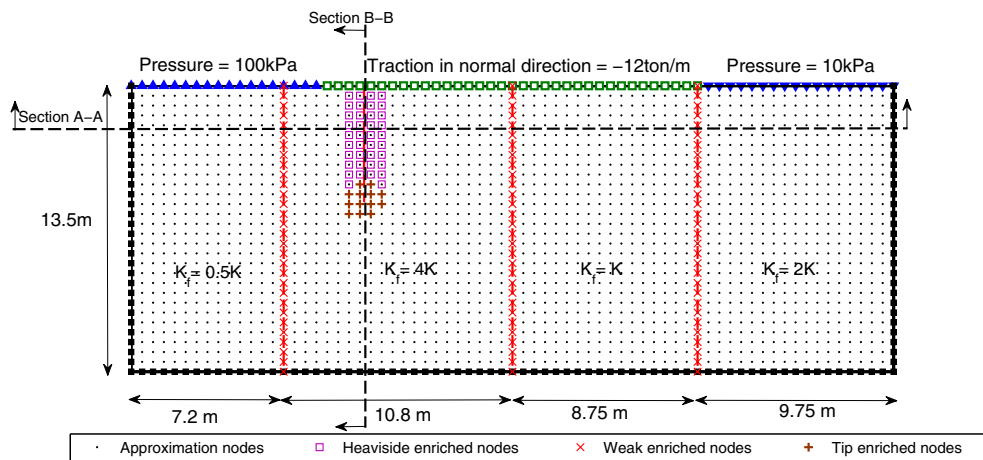 Section B−B
Pressure = 100kPa
Traction in normal direction = −12ton/m
Pressure = 10kPa
Section A−A
13.5m
K_f = 0.5K
K_f = 4K
K_f = K
K_f = 2K
7.2 m
10.8 m
8.75 m
9.75 m
Approximation nodes
Heaviside enriched nodes
Weak enriched nodes
Tip enriched nodes